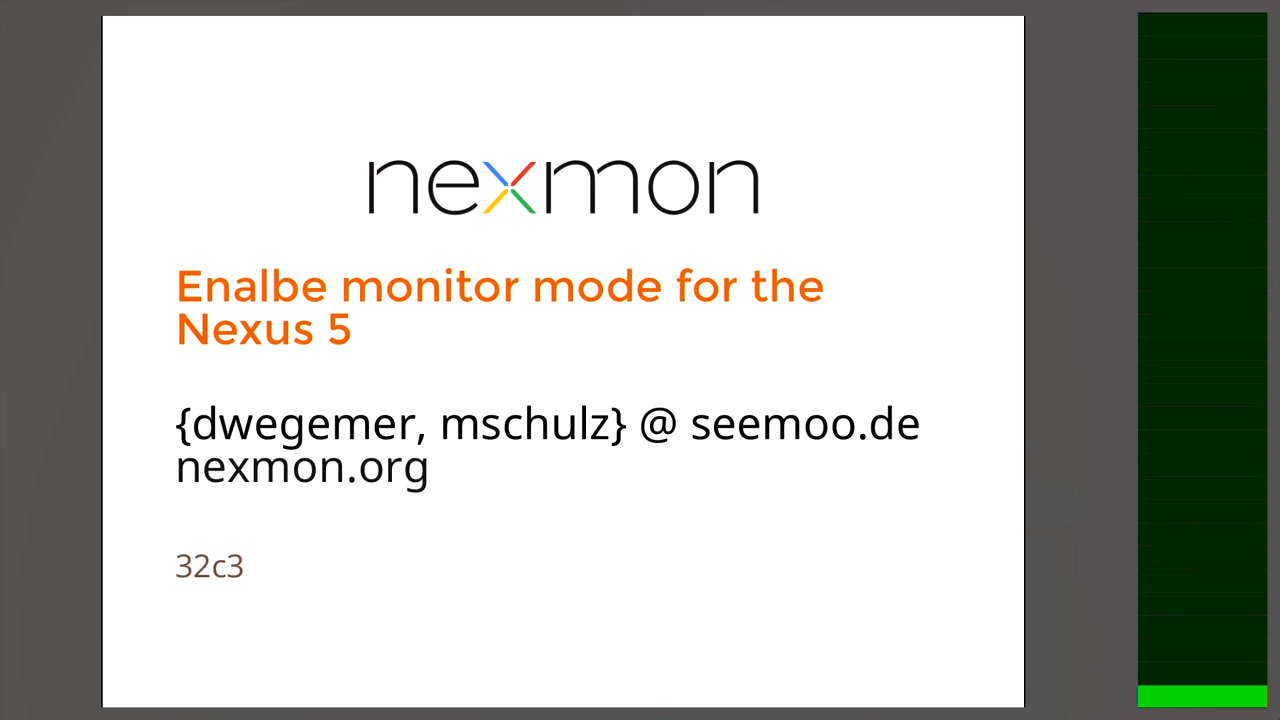 nexmon
Enalbe monitor mode for the
Nexus 5
{dwegemer, mschulz} @ seemoo.de
nexmon.org
32c3